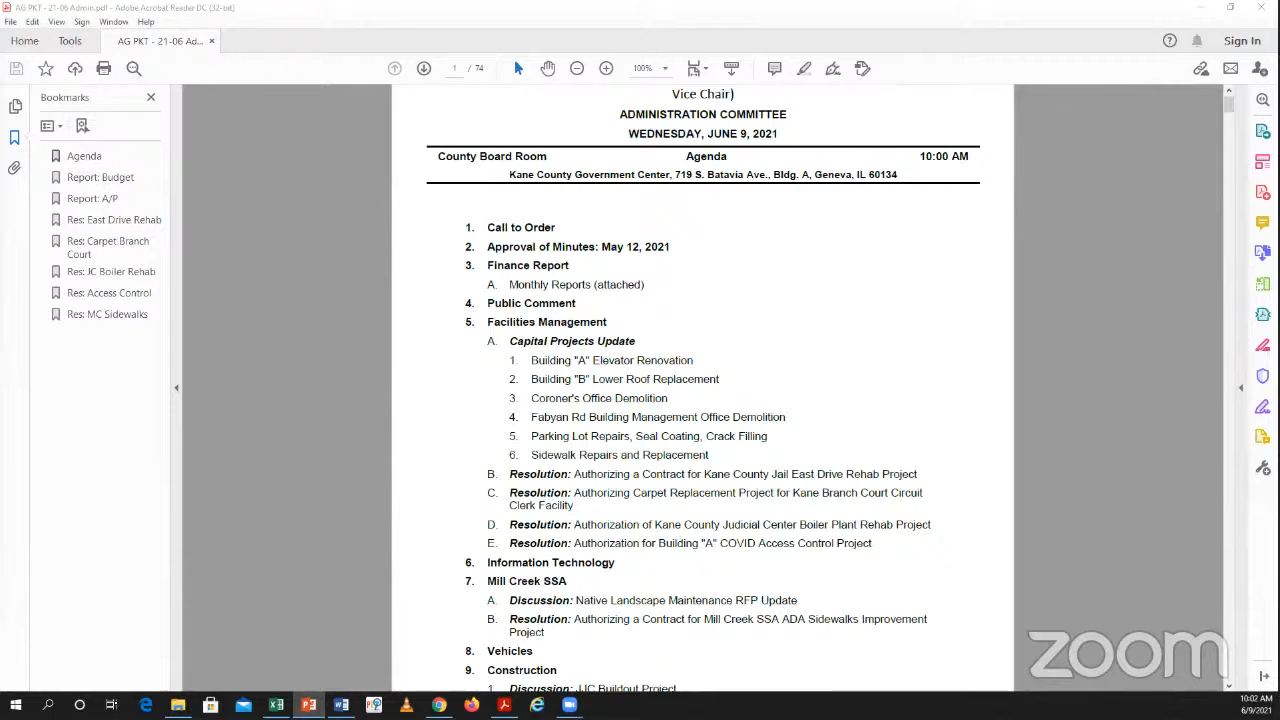 AG PKT - 21-06 Admin.pdf - Adobe Acrobat Reader DC (32-bit)
File Edit View Sign Window Help
Home Tools AG PKT - 21-06 Ad... ×
Sign In
1 / 74 100%
Bookmarks
Agenda
Report: Budget
Report: A/P
Res: East Drive Rehab
Res: Carpet Branch
Court
Res: JC Boiler Rehab
Res: Access Control
Res: MC Sidewalks
Vice Chair)
ADMINISTRATION COMMITTEE
WEDNESDAY, JUNE 9, 2021
County Board Room Agenda 10:00 AM
Kane County Government Center, 719 S. Batavia Ave., Bldg. A, Geneva, IL 60134
1. Call to Order
2. Approval of Minutes: May 12, 2021
3. Finance Report
A. Monthly Reports (attached)
4. Public Comment
5. Facilities Management
A. Capital Projects Update
1. Building "A" Elevator Renovation
2. Building "B" Lower Roof Replacement
3. Coroner's Office Demolition
4. Fabyan Rd Building Management Office Demolition
5. Parking Lot Repairs, Seal Coating, Crack Filling
6. Sidewalk Repairs and Replacement
B. Resolution: Authorizing a Contract for Kane County Jail East Drive Rehab Project
C. Resolution: Authorizing Carpet Replacement Project for Kane Branch Court Circuit
Clerk Facility
D. Resolution: Authorization of Kane County Judicial Center Boiler Plant Rehab Project
E. Resolution: Authorization for Building "A" COVID Access Control Project
6. Information Technology
7. Mill Creek SSA
A. Discussion: Native Landscape Maintenance RFP Update
B. Resolution: Authorizing a Contract for Mill Creek SSA ADA Sidewalks Improvement
Project
8. Vehicles
9. Construction
1. Discussion: JJC Buildout Project
zoom
10:02 AM
6/9/2021